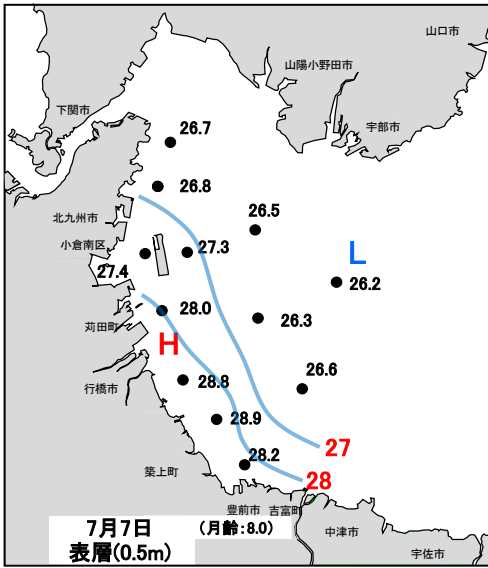 山口市
山陽小野田市
下関市
宇部市
26.7
26.8
26.5
北九州市
小倉南区
27.3
L
27.4
26.2
28.0
26.3
苅田町
H
28.8
26.6
行橋市
28.9
27
28.2
築上町
28
豊前市 吉富町
7月7日 (月齢:8.0)
中津市
表層(0.5m)
宇佐市